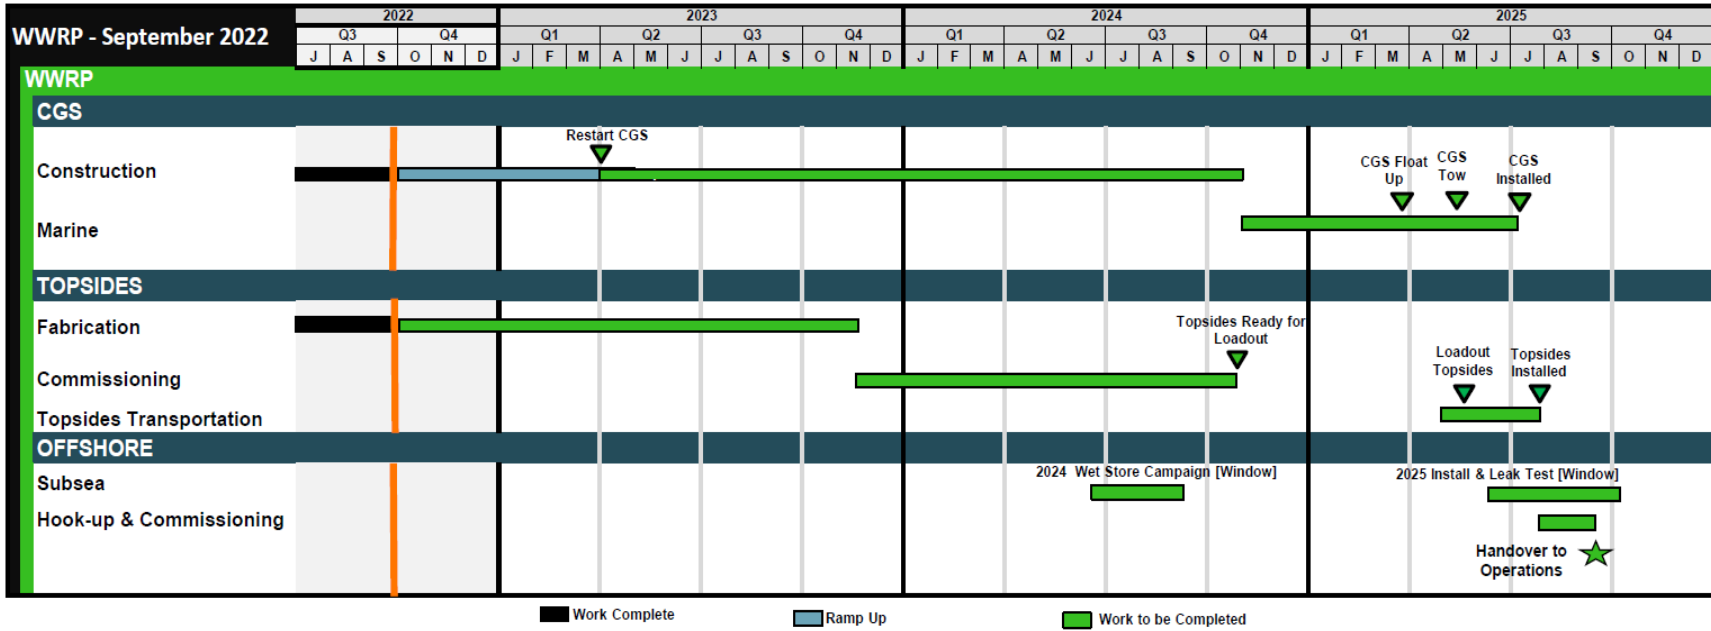 2022 2023 2024 2025
WWRP - September 2022
Q3 Q4 Q1 Q2 Q3 Q4 Q1 Q2 Q3 Q4 Q1 Q2 Q3 Q4
J A S O N D J F M A M J J A S O N D J F M A M J J A S O N D J F M A M J J A S O N D
WWRP
CGS
Restart CGS
Construction
CGS Float
Up
CGS
Tow
CGS
Installed
Marine
TOPSIDES
Fabrication
Topsides Ready for
Loadout
Commissioning
Loadout
Topsides
Topsides
Installed
Topsides Transportation
OFFSHORE
Subsea
2024 Wet Store Campaign [Window]
2025 Install & Leak Test [Window]
Hook-up & Commissioning
Handover to
Operations
Work Complete
Ramp Up
Work to be Completed